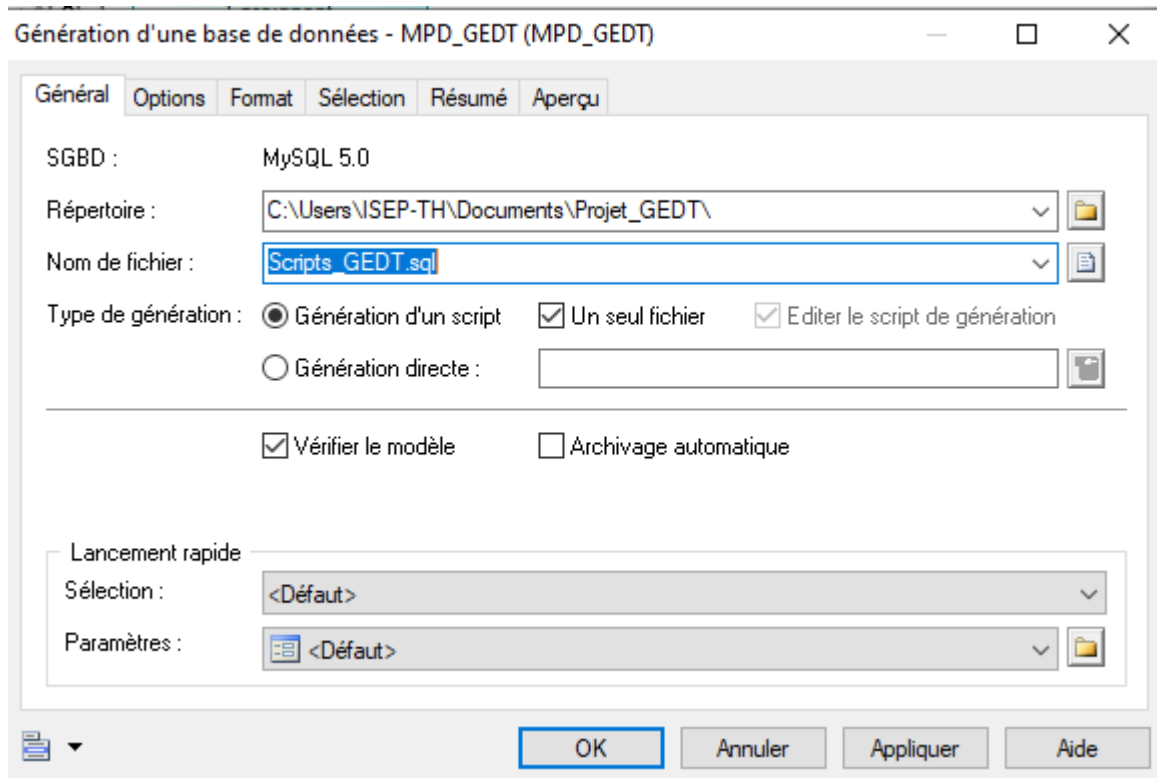 Génération d'une base de données - MPD_GEDT (MPD_GEDT)
Général Options Format Sélection Résumé Aperçu
SGBD : MySQL 5.0
Répertoire : C:\Users\ISEP-TH\Documents\Projet_GEDT\
Nom de fichier : Scripts_GEDT.sql
Type de génération : Génération d'un script Un seul fichier Editer le script de génération
Génération directe :
Vérifier le modèle Archivage automatique
Lancement rapide
Sélection : <Défaut>
Paramètres : <Défaut>
OK Annuler Appliquer Aide